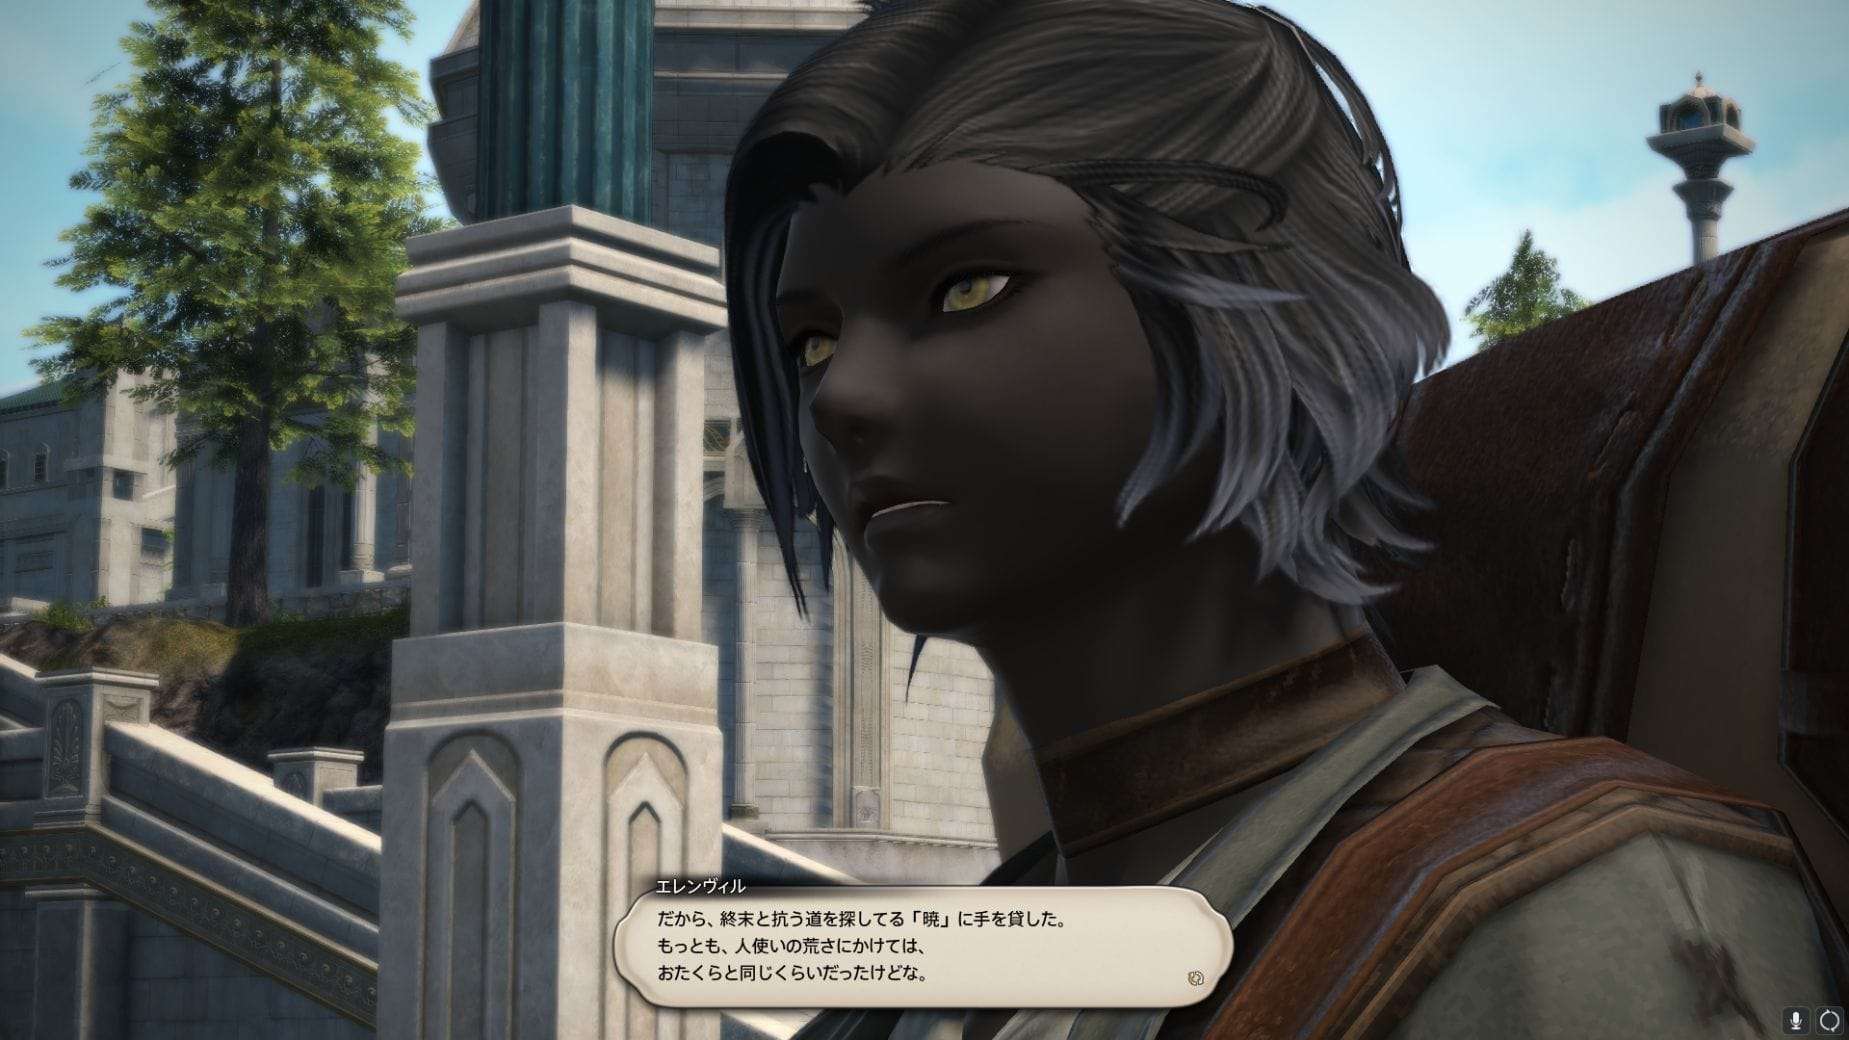 エレンヴィル
だから、終末と抗う道を探してる「暁」に手を貸した。
もっとも、人使いの荒さにかけては、
おたくらと同じくらいだったけどな。